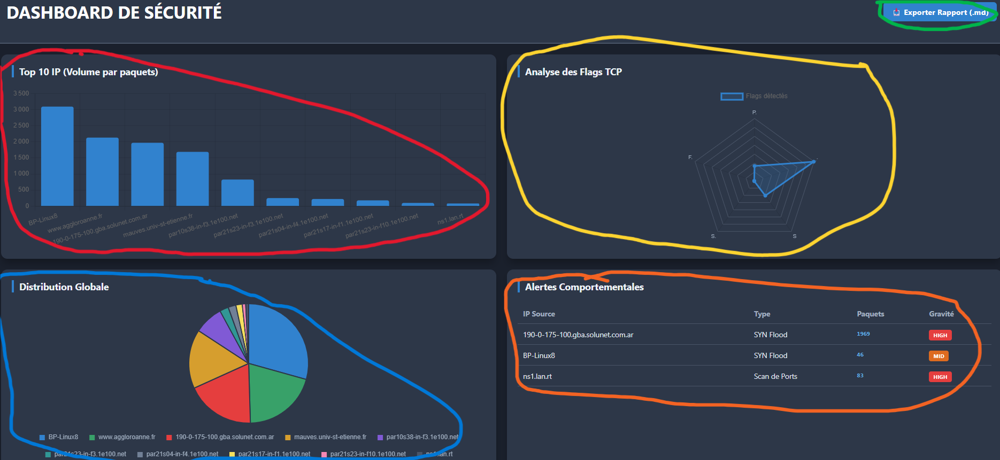 DASHBOARD DE SÉCURITÉ
Exporter Rapport (.md)
Top 10 IP (Volume par paquets)
3 500
3 000
2 500
2 000
1 500
1 000
500
0
BP-Linux8
www.aggloroanne.fr
190-0-175-100.gba.solunet.com.ar
mauves.univ-st-etienne.fr
par10s38-in-f3.1e100.net
par21s23-in-f3.1e100.net
par21s04-in-f4.1e100.net
par21s17-in-f1.1e100.net
par21s23-in-f10.1e100.net
ns1.lan.rt
Analyse des Flags TCP
Flags détectés
P.
.
S
S.
F.
Distribution Globale
BP-Linux8 www.aggloroanne.fr 190-0-175-100.gba.solunet.com.ar mauves.univ-st-etienne.fr par10s38-in-f3.1e100.net
par21s23-in-f3.1e100.net par21s04-in-f4.1e100.net par21s17-in-f1.1e100.net par21s23-in-f10.1e100.net ns1.lan.rt
Alertes Comportementales
IP Source Type Paquets Gravité
190-0-175-100.gba.solunet.com.ar SYN Flood 1969 HIGH
BP-Linux8 SYN Flood 46 MID
ns1.lan.rt Scan de Ports 83 HIGH